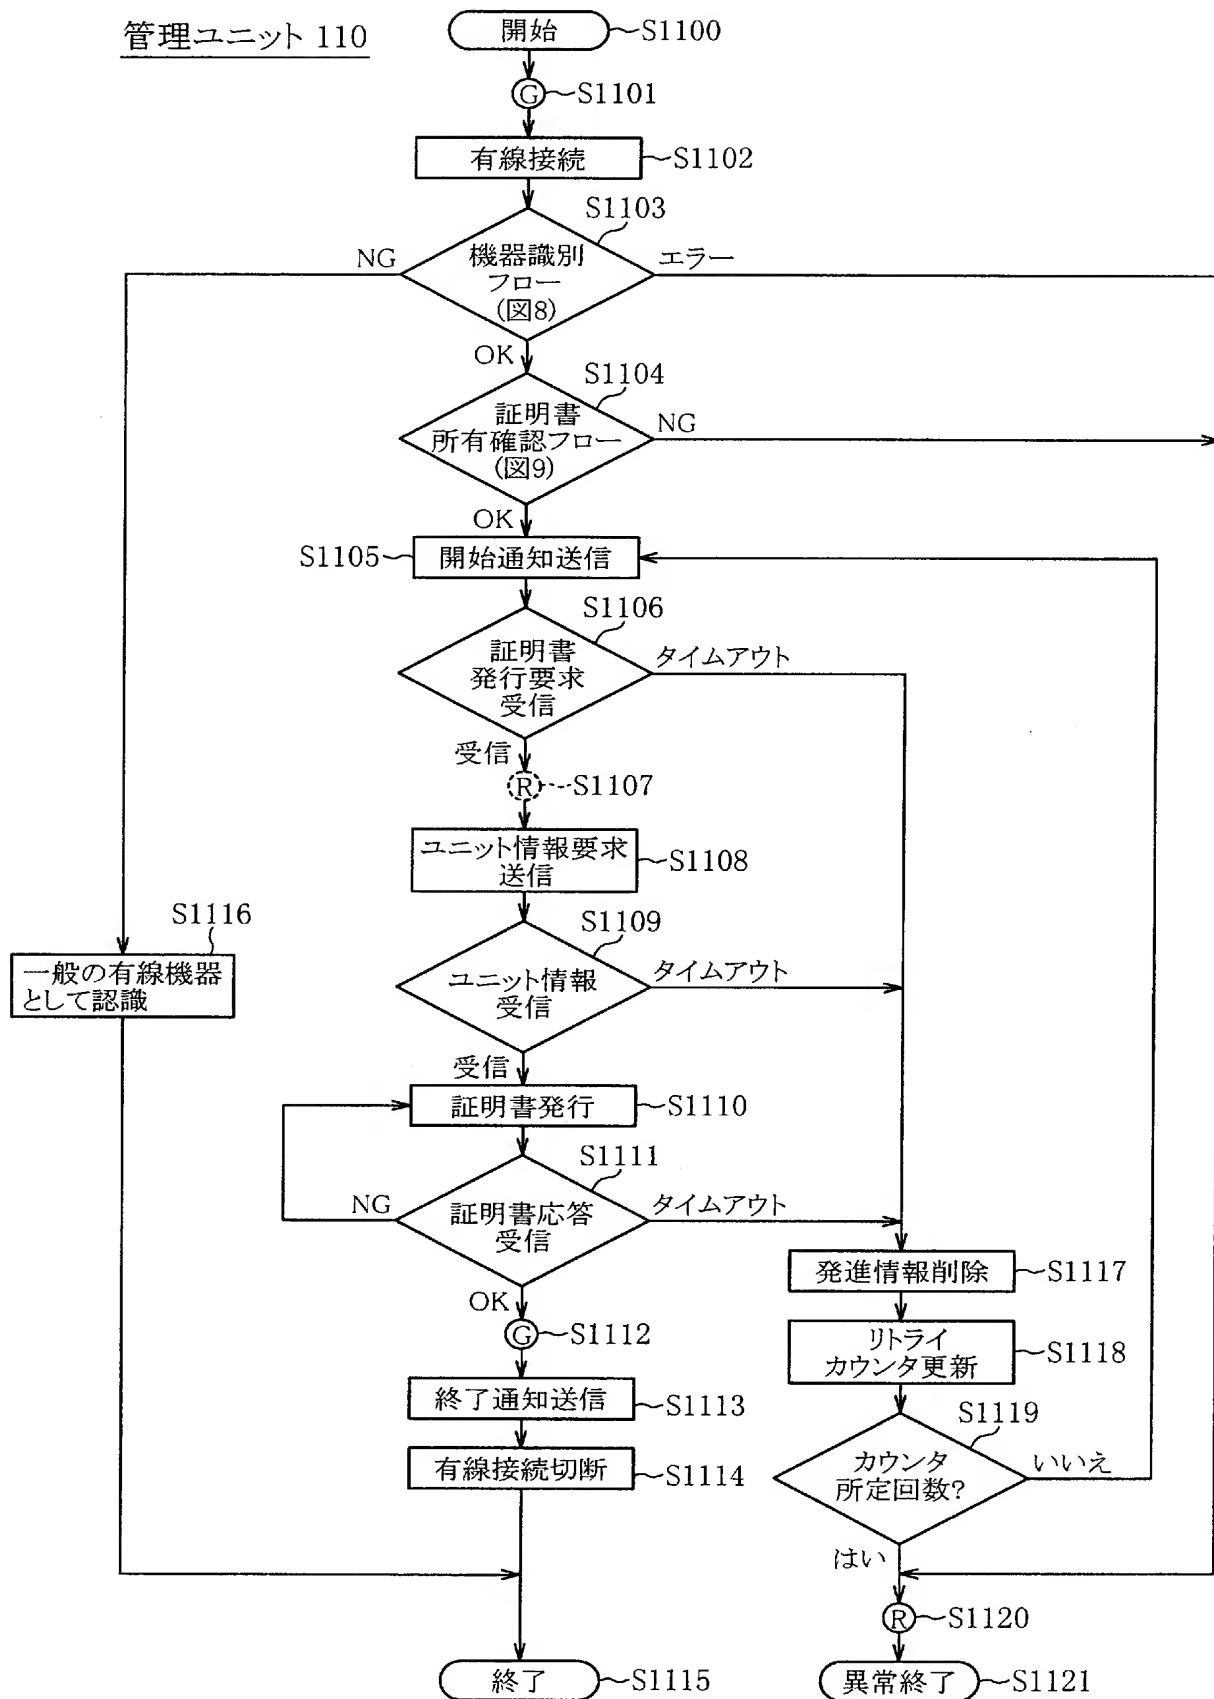 管理ユニット 110
開始
S1100
G
S1101
有線接続
S1102
S1103
NG
機器識別
フロー
(図8)
エラー
OK
S1104
証明書
所有確認フロー
(図9)
NG
OK
S1105
開始通知送信
S1106
証明書
発行要求
受信
タイムアウト
受信
R
S1107
ユニット情報要求
送信
S1108
S1116
一般の有線機器
として認識
S1109
ユニット情報
受信
タイムアウト
受信
証明書発行
S1110
S1111
NG
証明書応答
受信
タイムアウト
OK
発進情報削除
S1117
G
S1112
リトライ
カウンタ更新
S1118
終了通知送信
S1113
S1119
有線接続切断
S1114
カウンタ
所定回数?
いいえ
はい
R
S1120
終了
S1115
異常終了
S1121